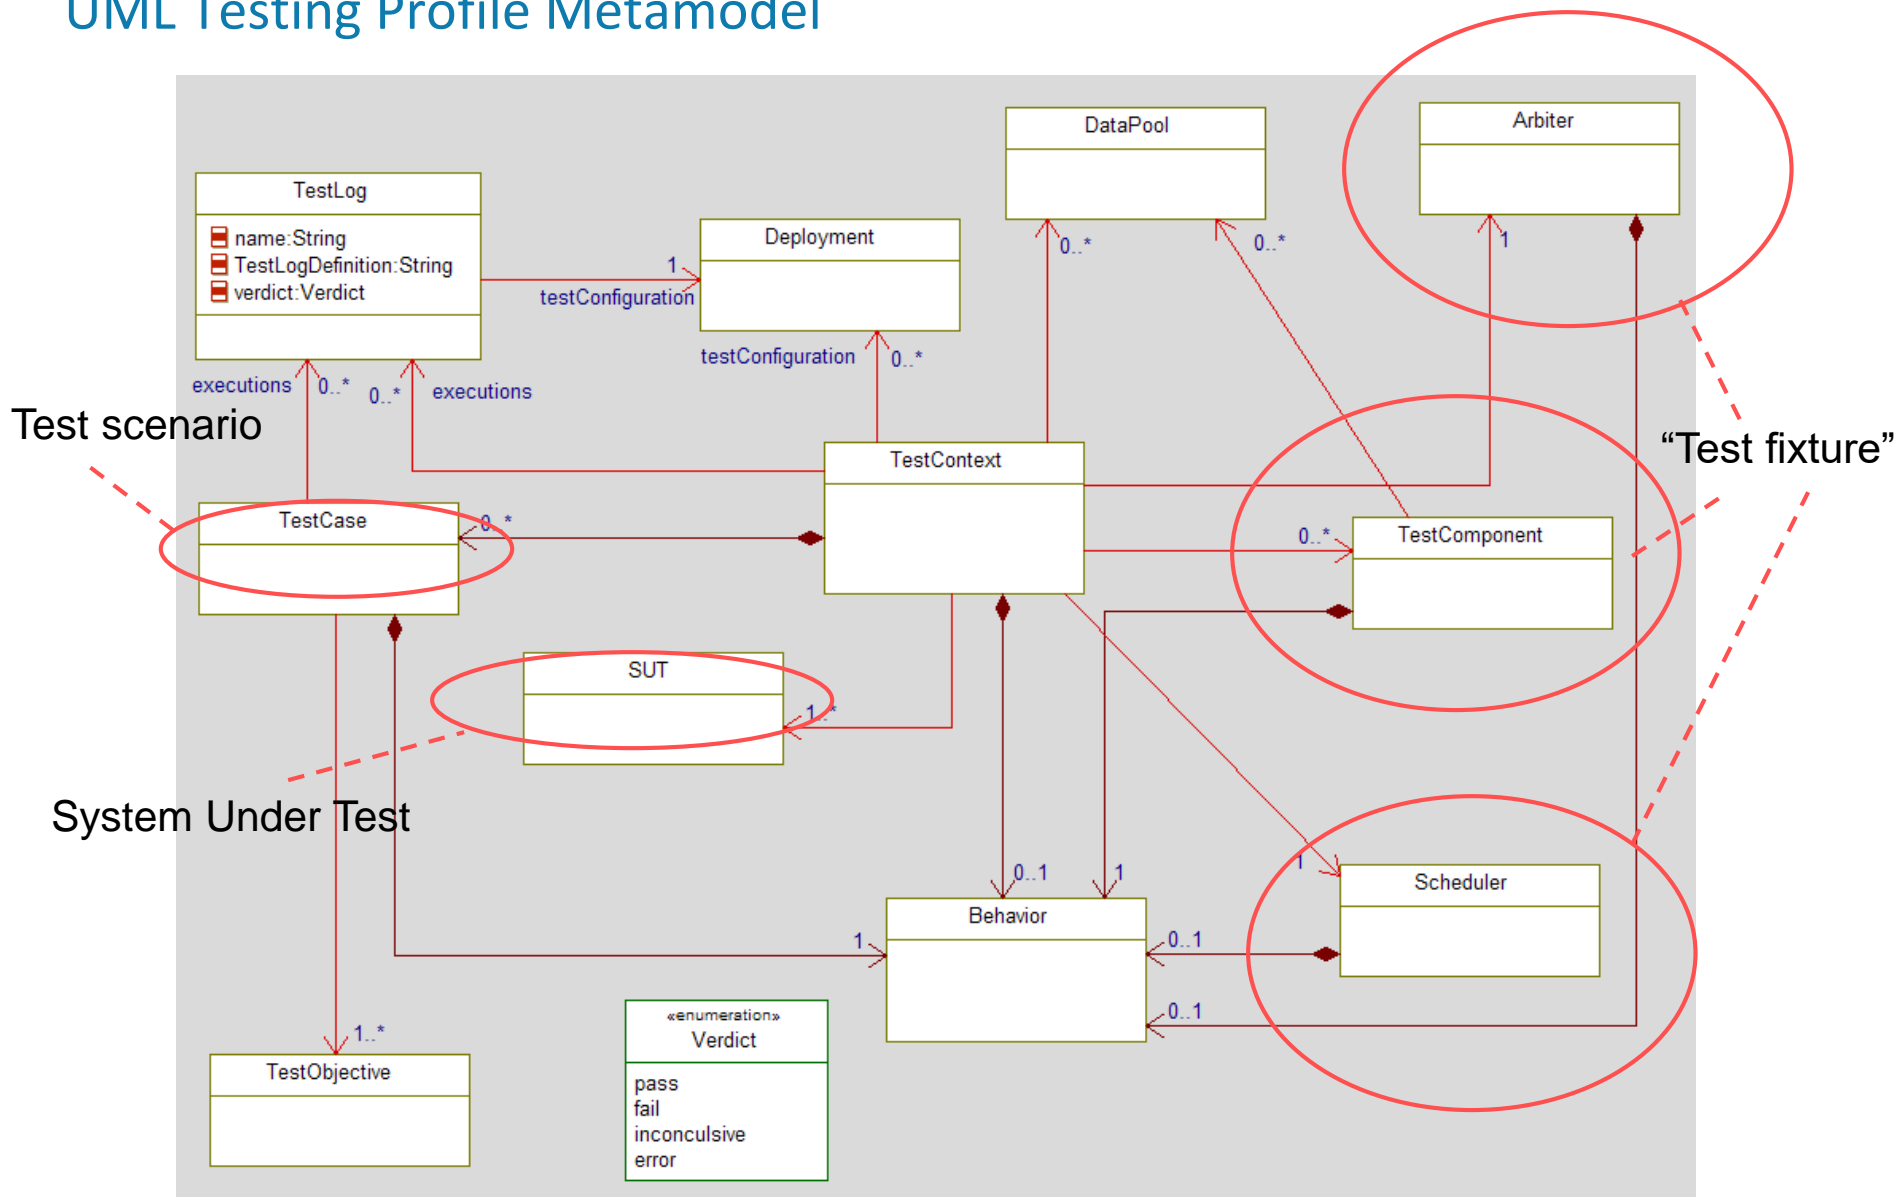 UML Testing Profile Metamodel
DataPool
Arbiter
TestLog
name:String
TestLogDefinition:String
verdict:Verdict
Deployment
1
testConfiguration
0..*
0..*
1
testConfiguration
0..*
executions
0..*
0..*
executions
Test scenario
"Test fixture"
TestContext
TestCase
0..*
0..*
TestComponent
SUT
1..*
System Under Test
0..1
1
1
Scheduler
Behavior
1
0..1
0..1
1..*
TestObjective
«enumeration»
Verdict
pass
fail
inconculsive
error